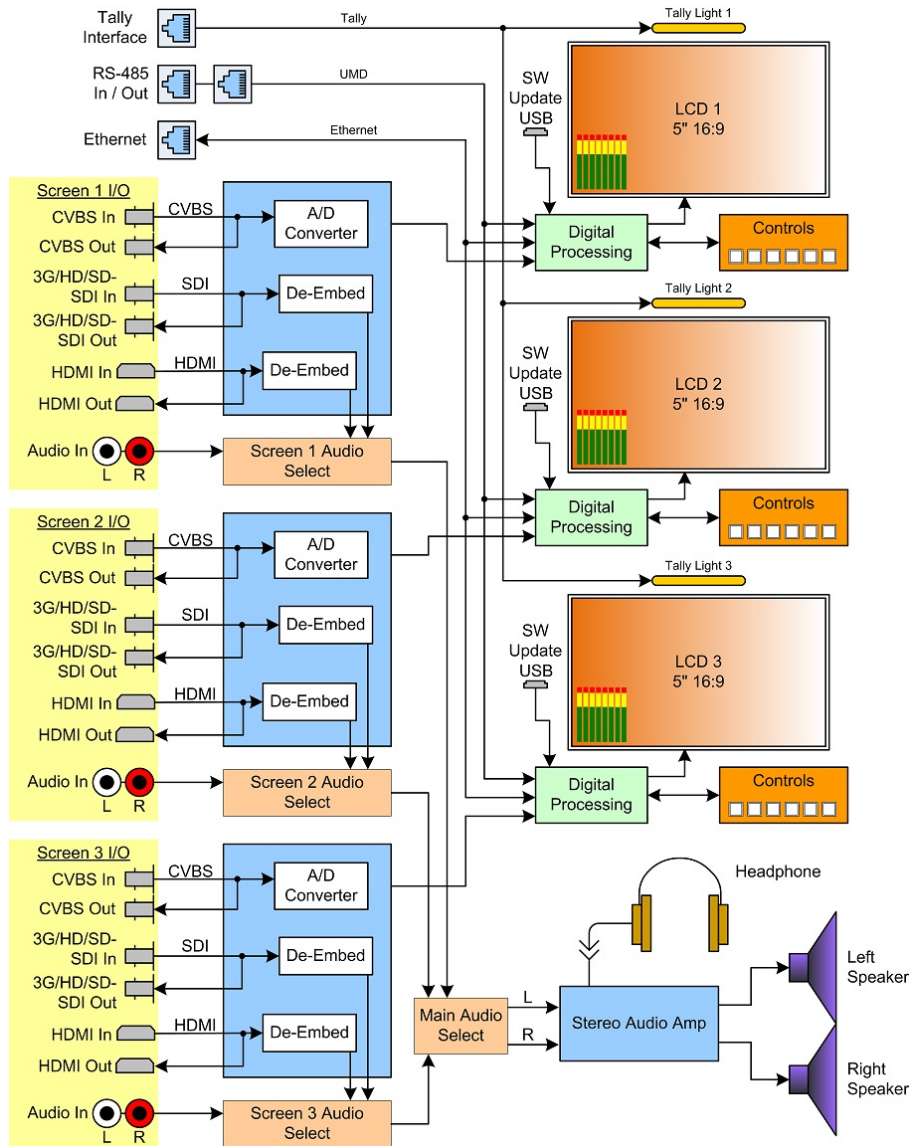 Tally
Interface
Tally
Tally Light 1
RS-485
In / Out
UMD
SW
Update
USB
LCD 1
5" 16:9
Ethernet
Ethernet
Screen 1 I/O
CVBS In
CVBS
A/D
Converter
CVBS Out
3G/HD/SD-
SDI In
SDI
De-Embed
3G/HD/SD-
SDI Out
HDMI In
HDMI
De-Embed
HDMI Out
Audio In
L
R
Screen 1 Audio
Select
Digital
Processing
Controls
Tally Light 2
SW
Update
USB
LCD 2
5" 16:9
Digital
Processing
Controls
Screen 2 I/O
CVBS In
CVBS
A/D
Converter
CVBS Out
3G/HD/SD-
SDI In
SDI
De-Embed
3G/HD/SD-
SDI Out
HDMI In
HDMI
De-Embed
HDMI Out
Audio In
L
R
Screen 2 Audio
Select
Tally Light 3
SW
Update
USB
LCD 3
5" 16:9
Digital
Processing
Controls
Screen 3 I/O
CVBS In
CVBS
A/D
Converter
CVBS Out
3G/HD/SD-
SDI In
SDI
De-Embed
3G/HD/SD-
SDI Out
HDMI In
HDMI
De-Embed
HDMI Out
Audio In
L
R
Screen 3 Audio
Select
Main Audio
Select
L
R
Stereo Audio Amp
Headphone
Left
Speaker
Right
Speaker